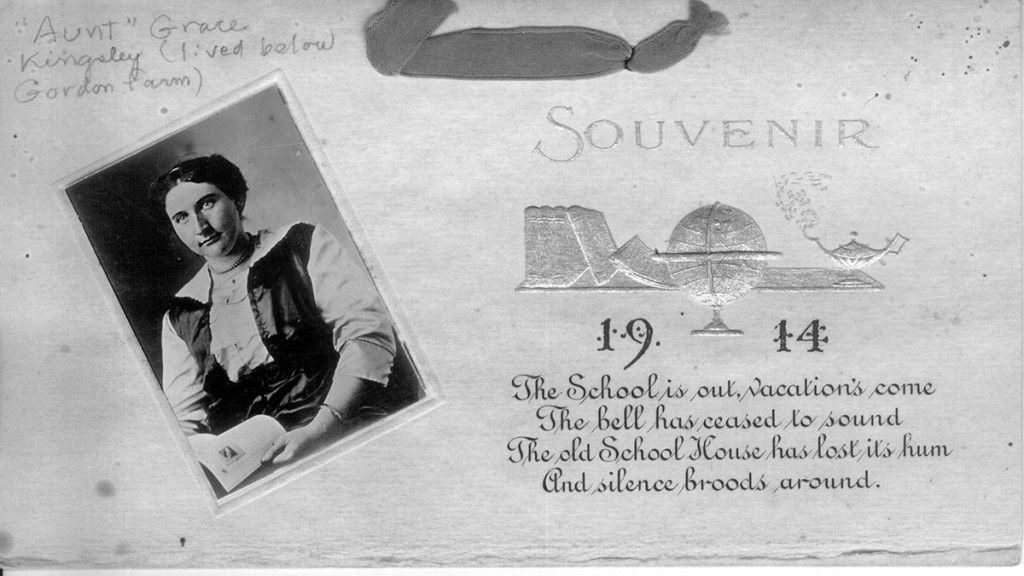 "Aunt" Grace
Kingsley (lived below
Gordon Farm)
SOUVENIR
19. 14
The School is out, vacation's come
The bell has ceased to sound
The old School House has lost its hum
And silence broods around.